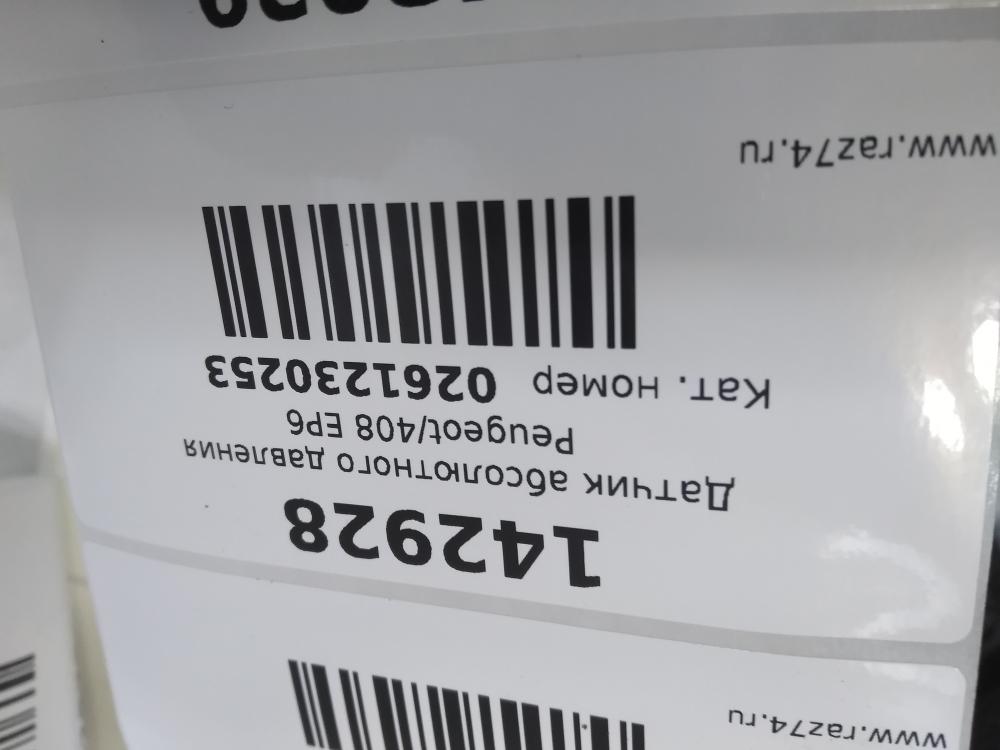 142928
Датчик абсолютного давления
Peugeot/408 EP6
Кат. номер 0261230253
www.raz74.ru
www.raz74.ru